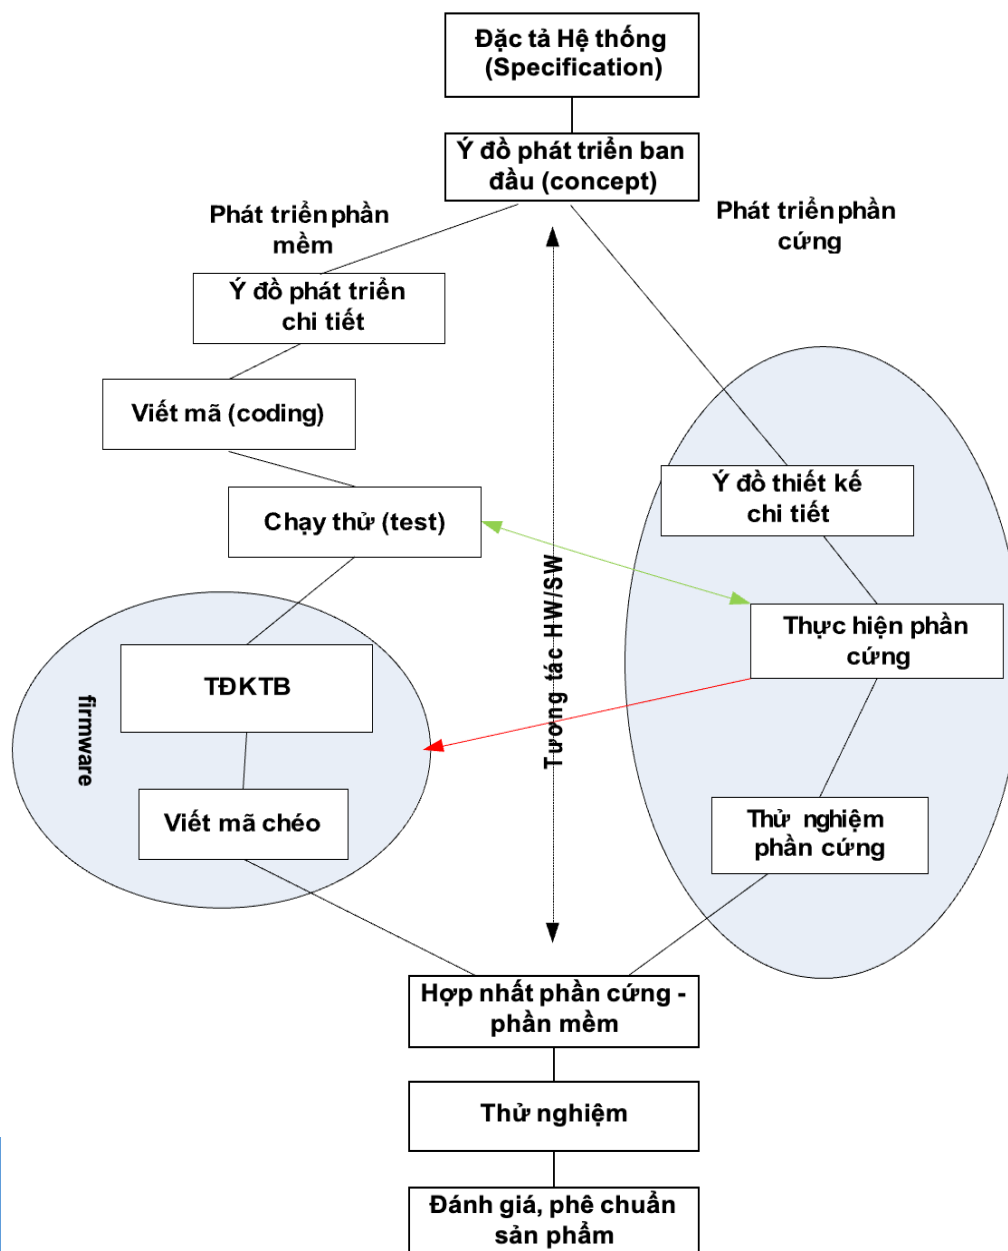 Đặc tả Hệ thống
(Specification)
Ý đồ phát triển ban
đầu (concept)
Phát triển phần
mềm
Phát triển phần
cứng
Ý đồ phát triển
chi tiết
Viết mã (coding)
Ý đồ thiết kế
chi tiết
Chạy thử (test)
Tương tác HW/SW
Thực hiện phần
cứng
TĐKTB
firmware
Viết mã chéo
Thử nghiệm
phần cứng
Hợp nhất phần cứng -
phần mềm
Thử nghiệm
Đánh giá, phê chuẩn
sản phẩm